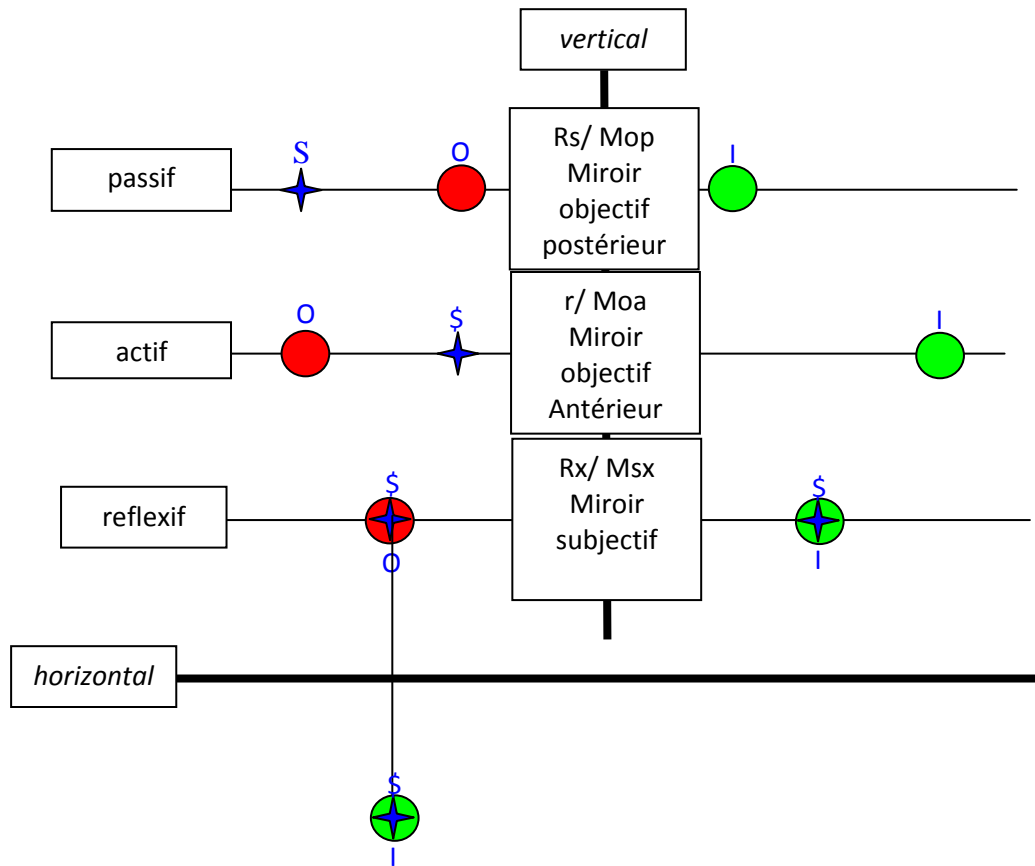 vertical
passif
S
O
Rs/ Mop
Miroir
objectif
postérieur
I
actif
O
$
r/ Moa
Miroir
objectif
Antérieur
I
reflexif
$
O
Rx/ Msx
Miroir
subjectif
$
I
horizontal
$
I